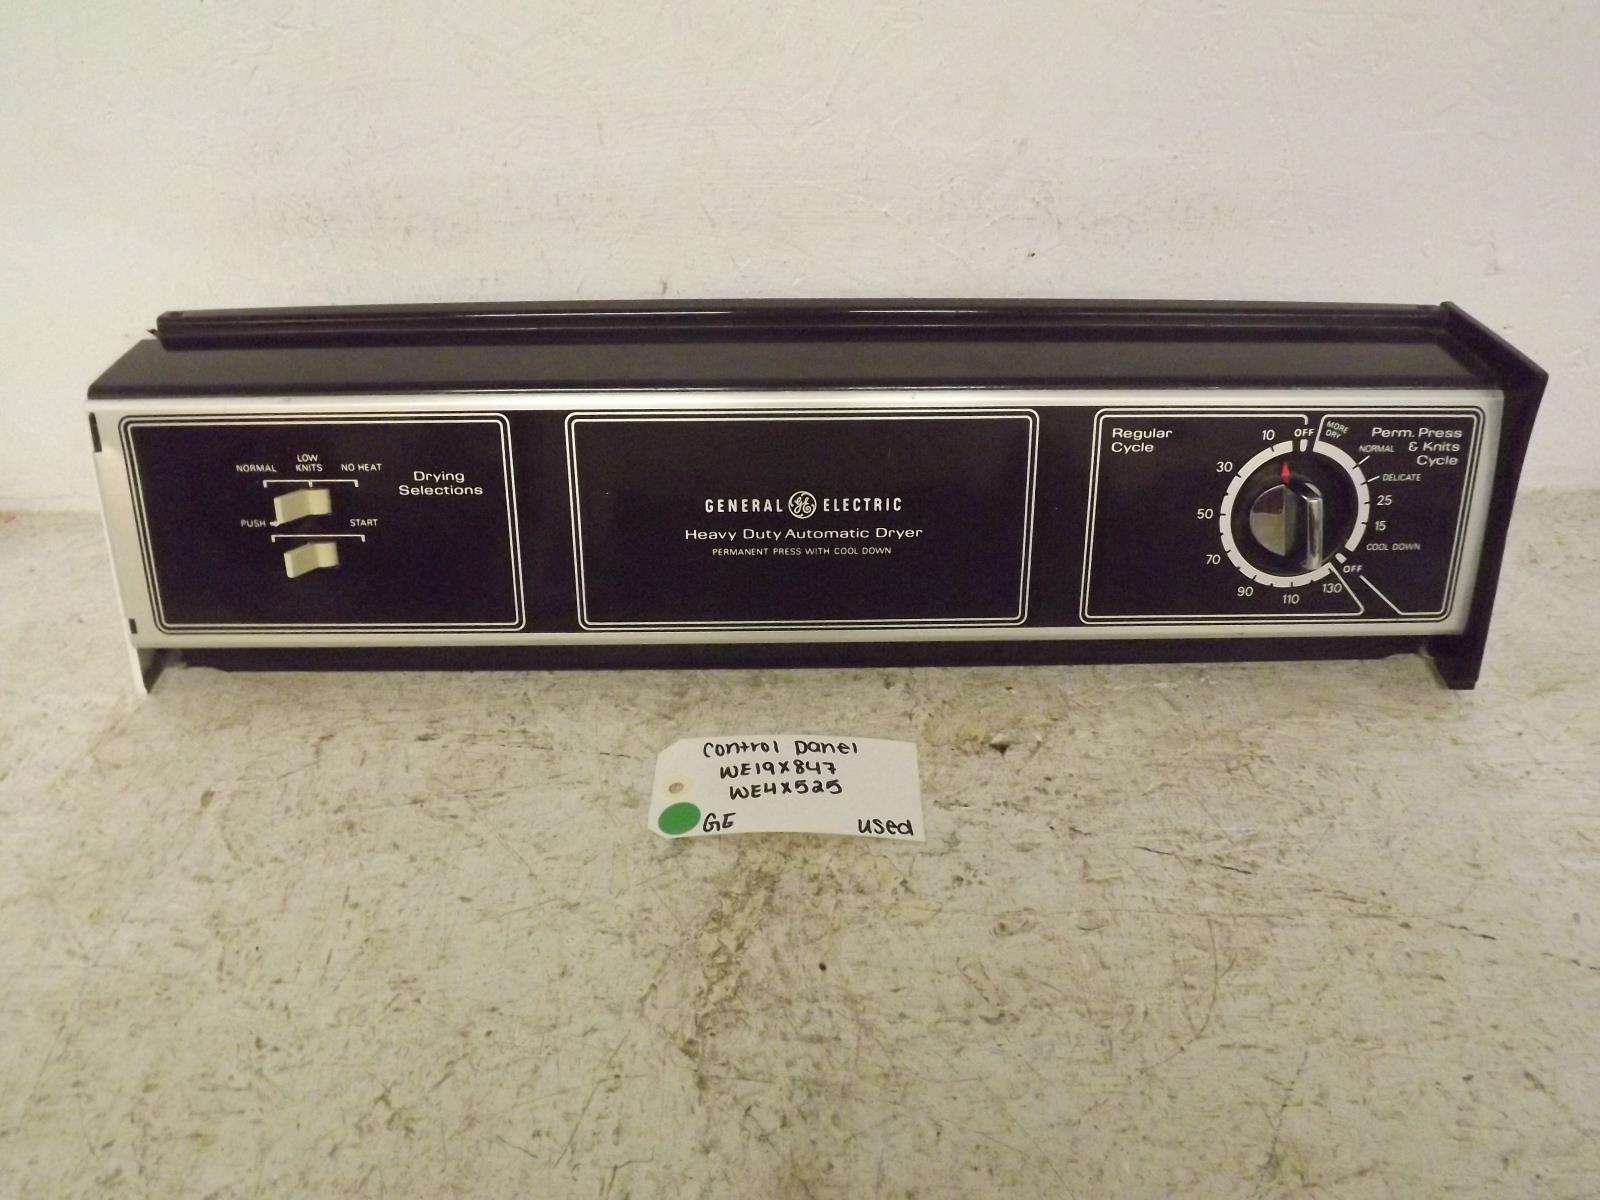 NORMAL
LOW
KNITS
NO HEAT
Drying
Selections
PUSH
START
GENERAL GE ELECTRIC
Heavy Duty Automatic Dryer
PERMANENT PRESS WITH COOL DOWN
Regular
Cycle
10
OFF
30
50
70
90
110
130
MORE
DRY
Perm. Press
& Knits
Cycle
NORMAL
DELICATE
25
15
COOL DOWN
OFF
Control Panel
WE19X847
WE4X525
GE
used